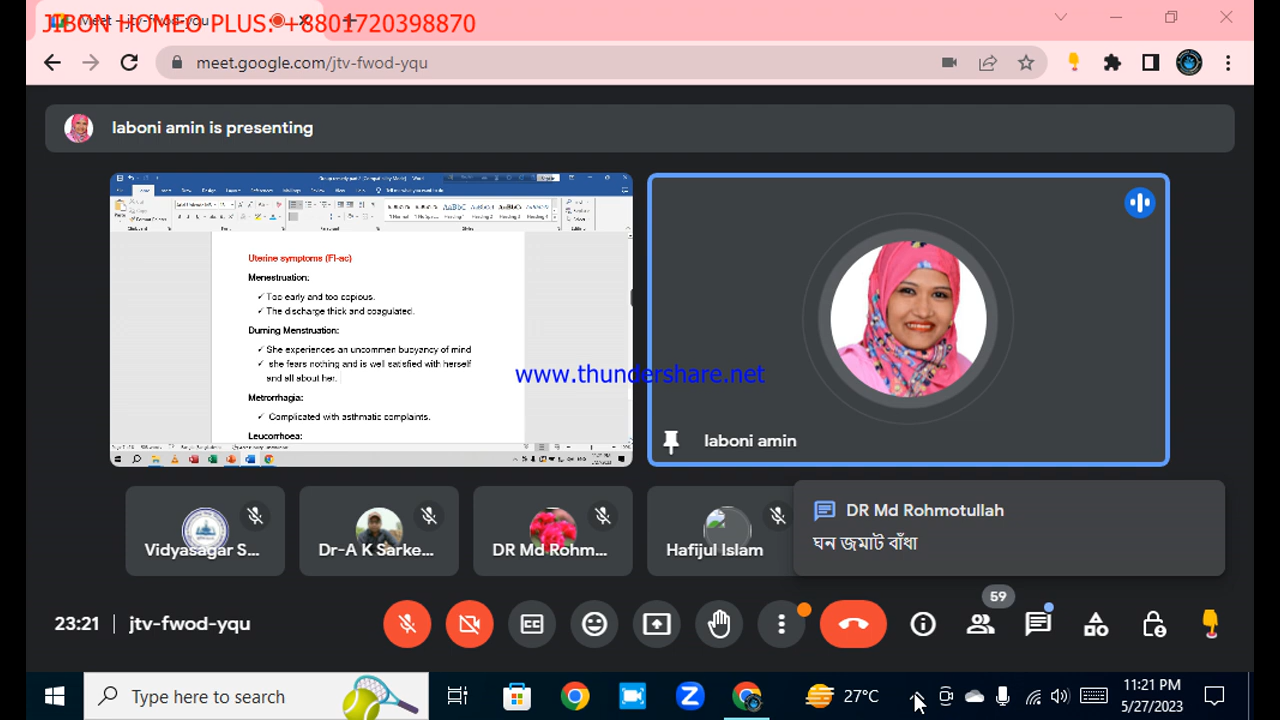 JIBON HOMEO PLUS: +8801720398870
meet.google.com/jtv-fwod-yqu
laboni amin is presenting
Uterine symptoms (Fl-ac)
Menestruation:
✓ Too early and too copious.
✓ The discharge thick and coagulated.
Durning Menstruation:
✓ She experiences an uncommen buoyancy of mind
✓ she fears nothing and is well satisfied with herself
and all about her.
Metrorrhagia:
✓ Complicated with asthmatic complaints.
Leucorrhoea:
www.thundershare.net
laboni amin
Vidyasagar S...
Dr-A K Sarke...
DR Md Rohm...
Hafijul Islam
DR Md Rohmotullah
ঘন জমাট বাঁধা
59
23:21 | jtv-fwod-yqu
Type here to search
27°C
11:21 PM
5/27/2023